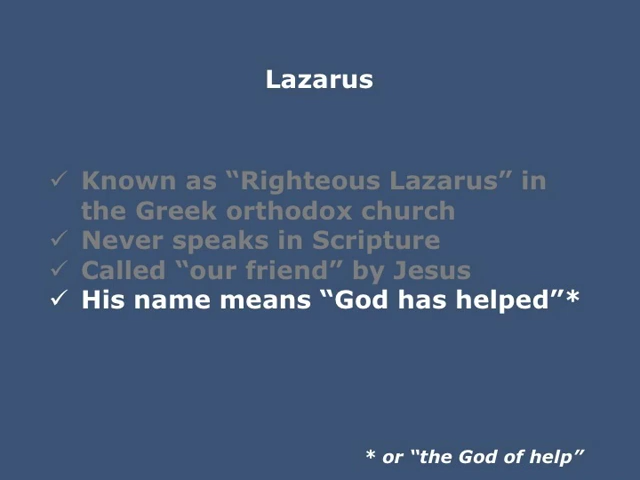 Lazarus
✓ Known as “Righteous Lazarus” in
the Greek orthodox church
✓ Never speaks in Scripture
✓ Called “our friend” by Jesus
✓ His name means “God has helped”*
* or “the God of help”